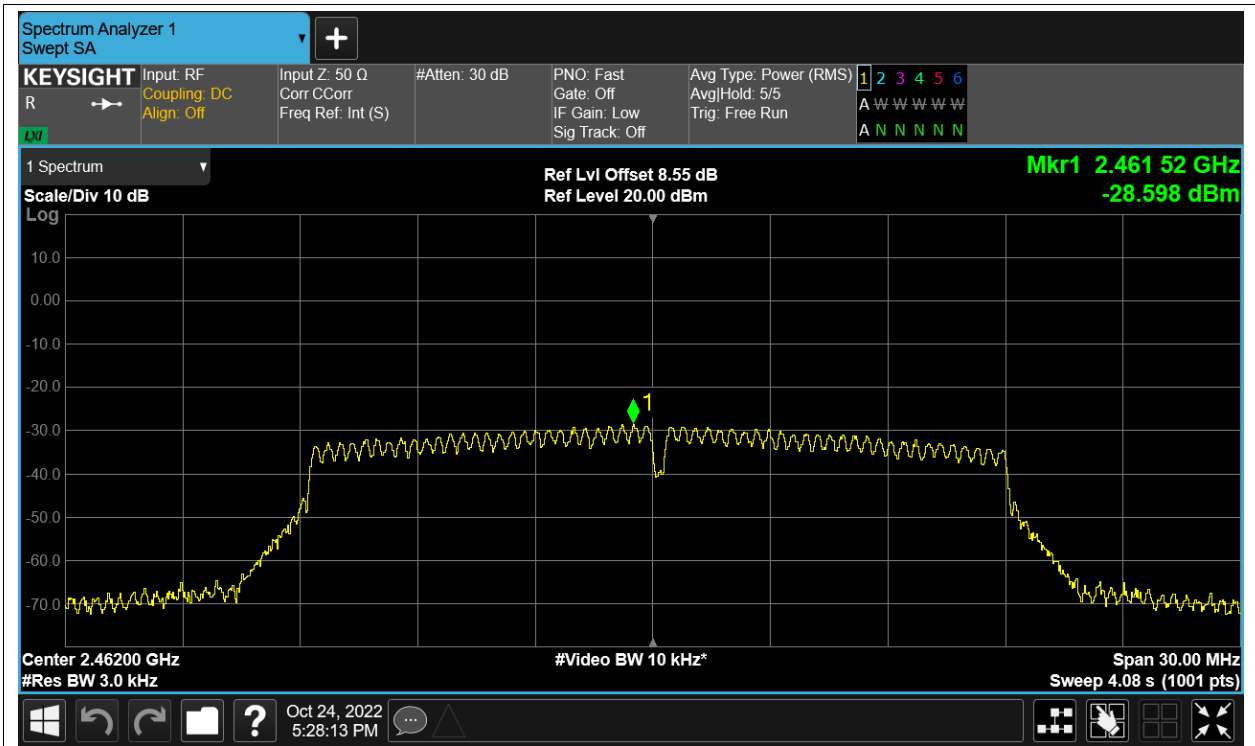 Spectrum Analyzer 1
Swept SA
KEYSIGHT Input: RF Input Z: 50 Ω #Atten: 30 dB PNO: Fast Avg Type: Power (RMS) 1 2 3 4 5 6
R Coupling: DC Corr CCorr Gate: Off Avg|Hold: 5/5 A W W W W W
Align: Off Freq Ref: Int (S) IF Gain: Low Trig: Free Run
LXI Sig Track: Off A N N N N N
1 Spectrum Ref Lvl Offset 8.55 dB Mkr1 2.461 52 GHz
Scale/Div 10 dB Ref Level 20.00 dBm -28.598 dBm
Log
10.0
0.00
-10.0
-20.0
1
-30.0
-40.0
-50.0
-60.0
-70.0
Center 2.46200 GHz #Video BW 10 kHz* Span 30.00 MHz
#Res BW 3.0 kHz Sweep 4.08 s (1001 pts)
? Oct 24, 2022
5:28:13 PM